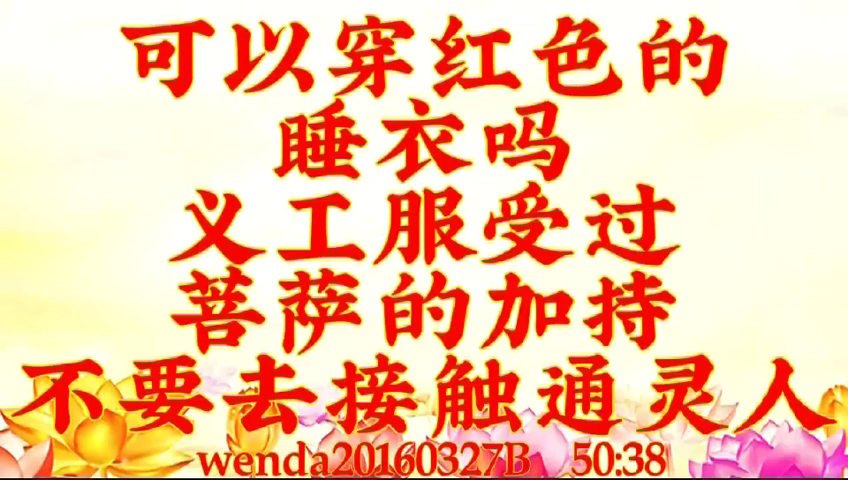 可以穿红色的
睡衣吗
义工服受过
菩萨的加持
不要去接触通灵人
wenda20160327B 50:38